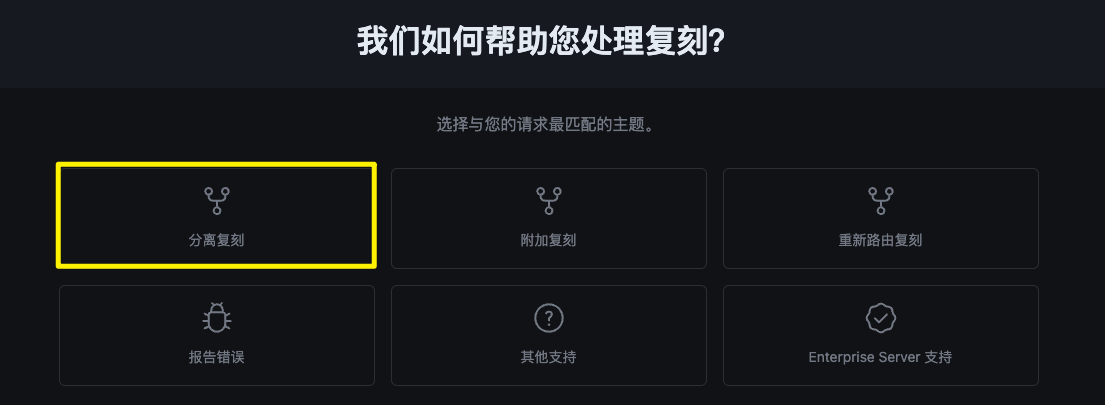 我们如何帮助您处理复刻？
选择与您的请求最匹配的主题。
分离复刻
附加复刻
重新路由复刻
报告错误
其他支持
Enterprise Server 支持